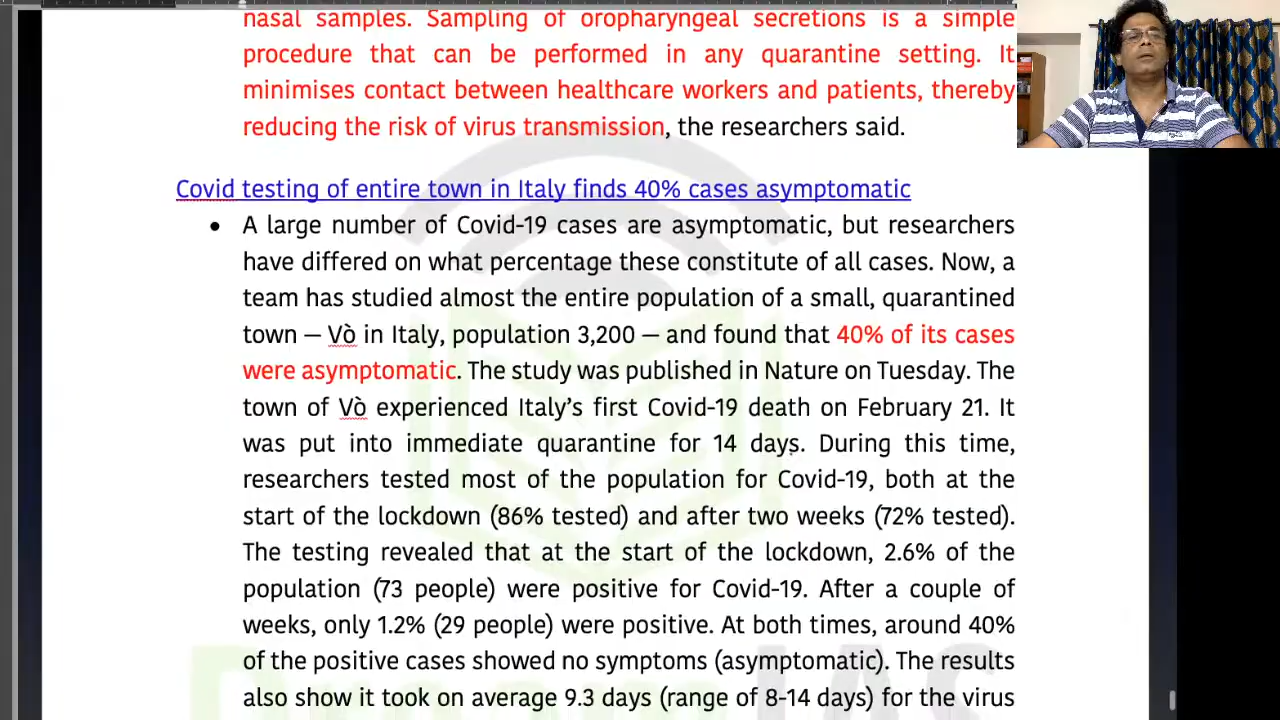 nasal samples. Sampling of oropharyngeal secretions is a simple
procedure that can be performed in any quarantine setting. It
minimises contact between healthcare workers and patients, thereby
reducing the risk of virus transmission, the researchers said.
Covid testing of entire town in Italy finds 40% cases asymptomatic
• A large number of Covid-19 cases are asymptomatic, but researchers
have differed on what percentage these constitute of all cases. Now, a
team has studied almost the entire population of a small, quarantined
town — Vò in Italy, population 3,200 — and found that 40% of its cases
were asymptomatic. The study was published in Nature on Tuesday. The
town of Vò experienced Italy’s first Covid-19 death on February 21. It
was put into immediate quarantine for 14 days. During this time,
researchers tested most of the population for Covid-19, both at the
start of the lockdown (86% tested) and after two weeks (72% tested).
The testing revealed that at the start of the lockdown, 2.6% of the
population (73 people) were positive for Covid-19. After a couple of
weeks, only 1.2% (29 people) were positive. At both times, around 40%
of the positive cases showed no symptoms (asymptomatic). The results
also show it took on average 9.3 days (range of 8-14 days) for the virus